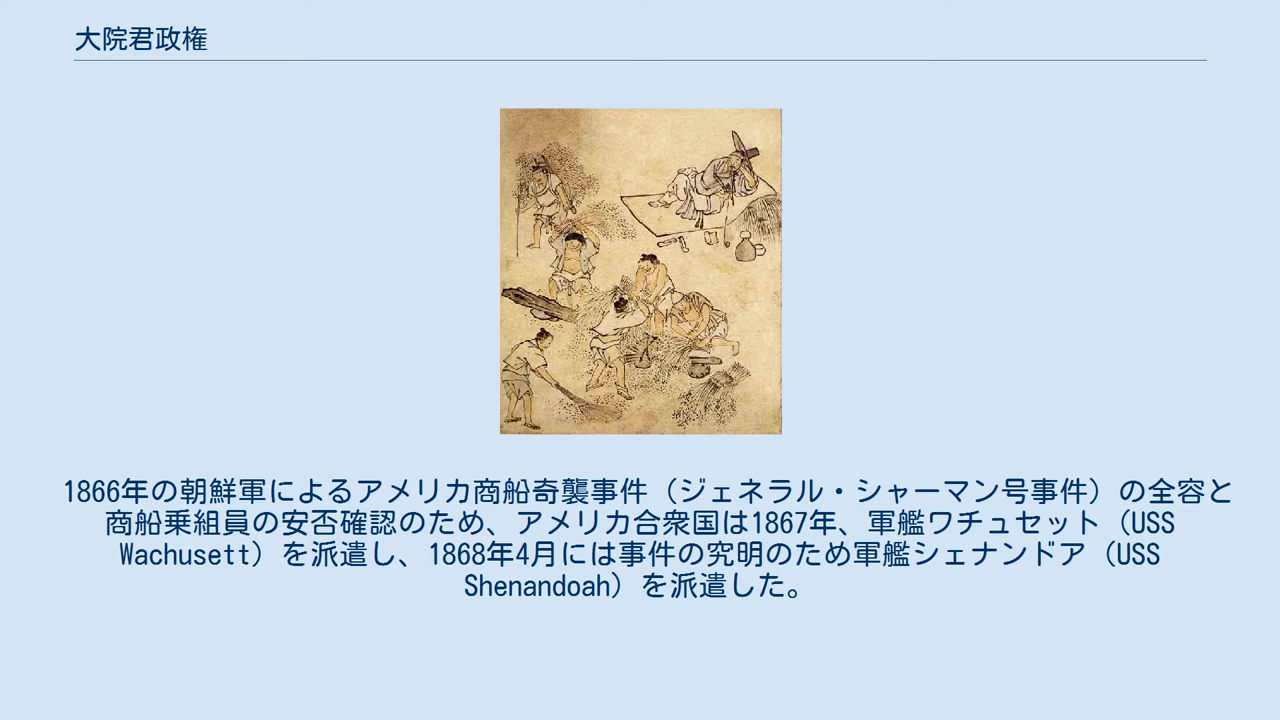 大院君政権
1866年の朝鮮軍によるアメリカ商船奇襲事件（ジェネラル・シャーマン号事件）の全容と
商船乗組員の安否確認のため、アメリカ合衆国は1867年、軍艦ワチュセット（USS
Wachusett）を派遣し、1868年4月には事件の究明のため軍艦シェナンドア（USS
Shenandoah）を派遣した。